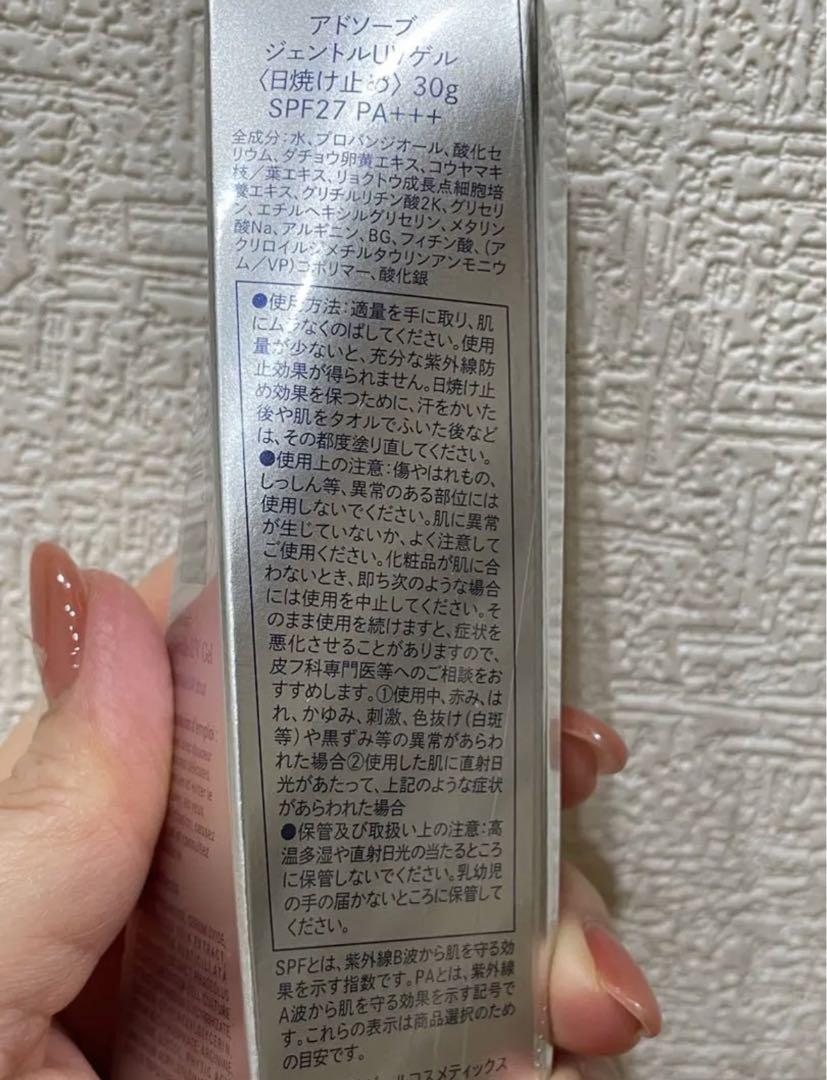 アドソーブ
ジェントルUVゲル
〈日焼け止め〉30g
SPF27 PA+++
全成分:水、プロパンジオール、酸化セ
リウム、ダチョウ卵黄エキス、コウヤマキ
枝/葉エキス、リョクトウ成長点細胞培
養エキス、グリチルリチン酸2K、グリセリ
ン、エチルヘキシルグリセリン、メタリン
酸Na、アルギニン、BG、フィチン酸、(ア
クリロイルジメチルタウリンアンモニウ
ム/VP)コポリマー、酸化銀
●使用方法:適量を手に取り、肌
にムラなくのばしてください。使用
量が少ないと、充分な紫外線防
止効果が得られません。日焼け止
め効果を保つために、汗をかいた
後や肌をタオルでふいた後など
は、その都度塗り直してください。
●使用上の注意:傷やはれもの、
しっしん等、異常のある部位には
使用しないでください。肌に異常
が生じていないか、よく注意して
ご使用ください。化粧品が肌に合
わないとき、即ち次のような場合
には使用を中止してください。そ
のまま使用を続けますと、症状を
悪化させることがありますので、
皮フ科専門医等へのご相談をお
すすめします。①使用中、赤み、は
れ、かゆみ、刺激、色抜け(白斑
等)や黒ずみ等の異常があらわ
れた場合②使用した肌に直射日
光があたって、上記のような症状
があらわれた場合
●保管及び取扱い上の注意:高
温多湿や直射日光の当たるところ
に保管しないでください。乳幼児
の手の届かないところに保管して
ください。
SPFとは、紫外線B波から肌を守る効
果を示す指数です。PAとは、紫外線
A波から肌を守る効果を示す記号で
す。これらの表示は商品選択のため
の目安です。
ールコスメティックス
d'emploi:
OXIDE,
EXTRACT,
CULTURE
ARGININE,